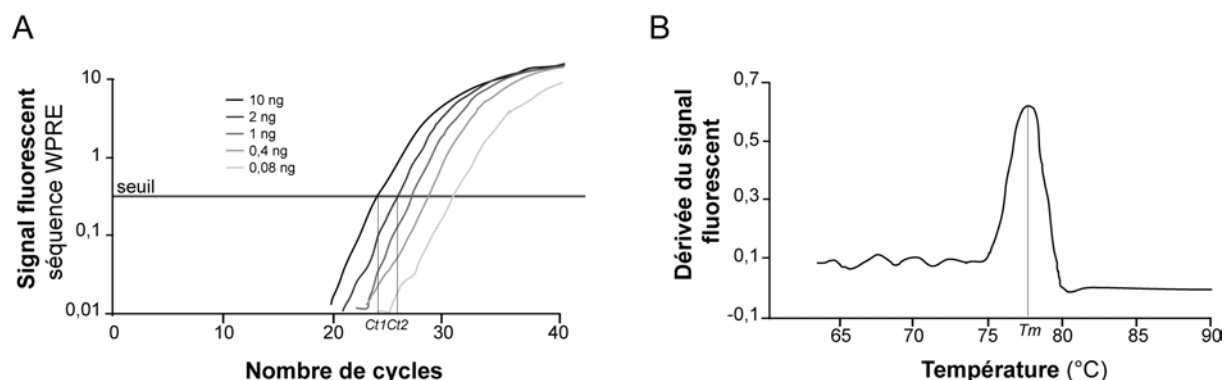 A
Signal fluorescent
séquence WPRE
10
1
0,1
0,01
seuil
10 ng
2 ng
1 ng
0,4 ng
0,08 ng
Ct1Ct2
0
10
20
30
40
Nombre de cycles
B
Dérivée du signal
fluorescent
0,7
0,5
0,3
0,1
-0,1
Tm
65
70
75
80
85
90
Température (°C)